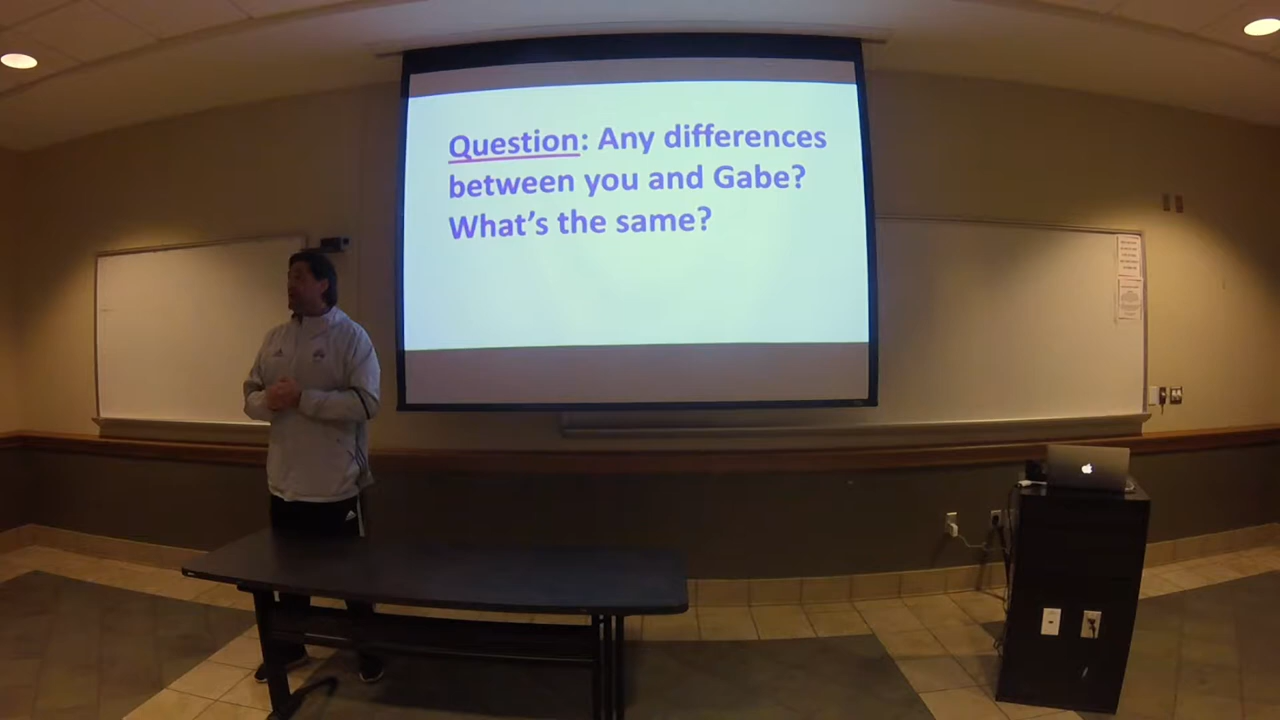 Question: Any differences
between you and Gabe?
What's the same?